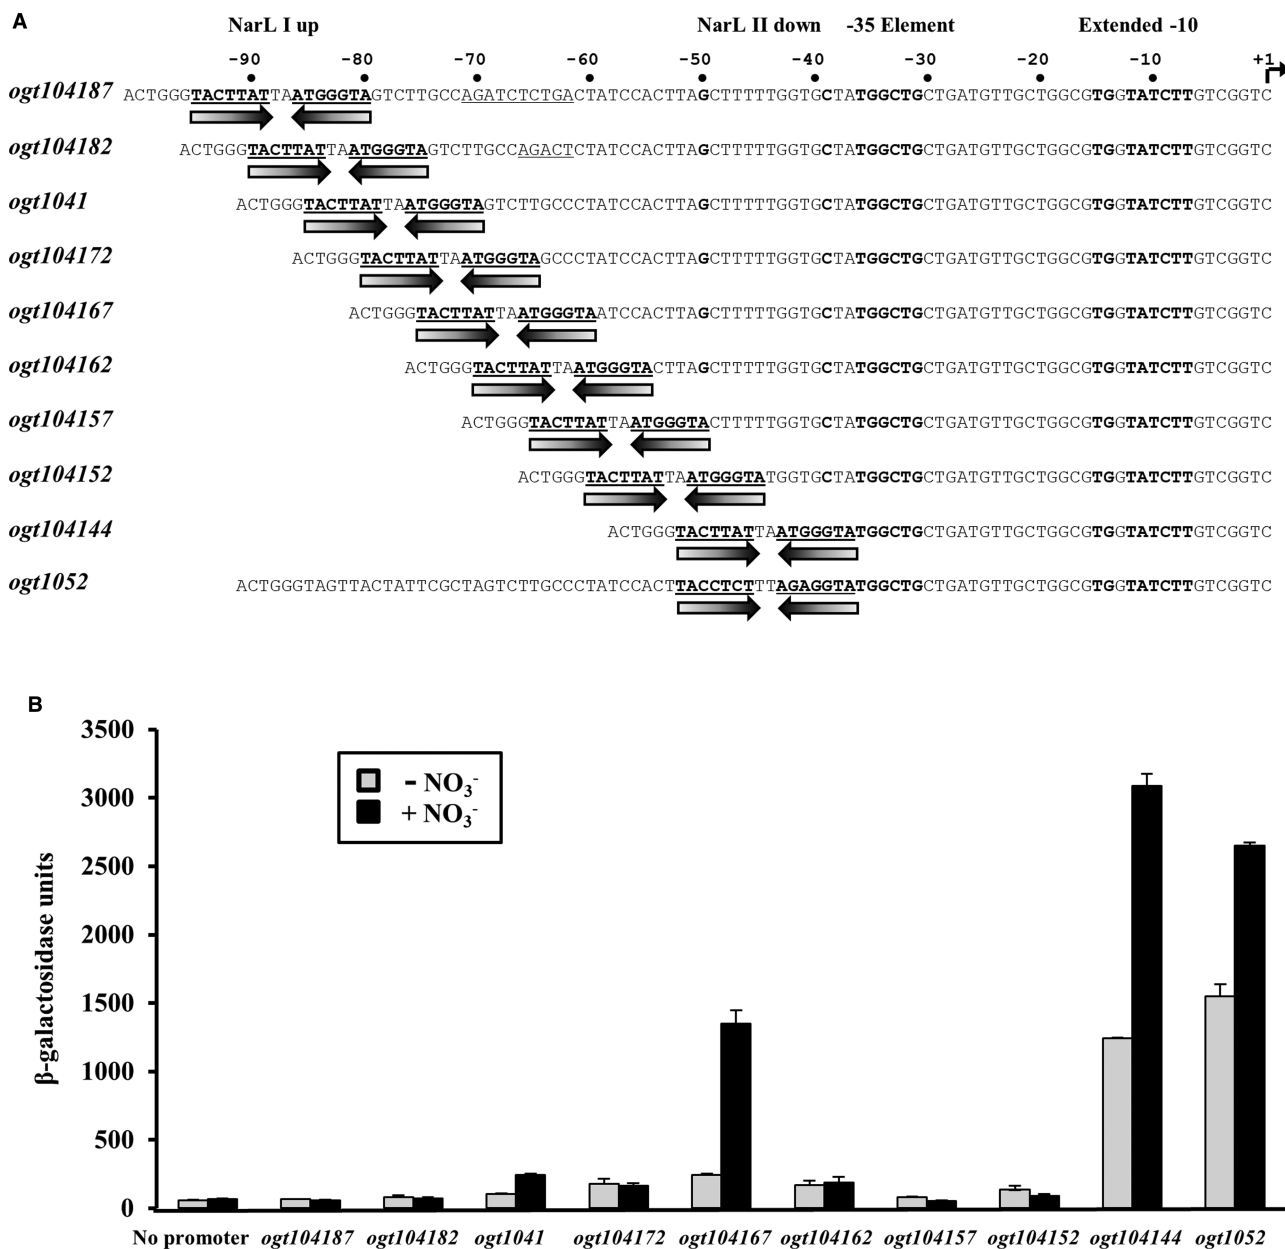 A
NarL I up NarL II down -35 Element Extended -10
-90 -80 -70 -60 -50 -40 -30 -20 -10 +1
ogt104187 ACTGGGTACTTATTAATGGGTAGTCTTGCCAGATCTCTGACTATCCACTTAGCTTTTTGGTGCTATGGCTGCTGATGTTGCTGGCGTGGTATCTTGTCGGTC
ogt104182 ACTGGGTACTTATTAATGGGTAGTCTTGCCAGACTCTATCCACTTAGCTTTTTGGTGCTATGGCTGCTGATGTTGCTGGCGTGGTATCTTGTCGGTC
ogt1041 ACTGGGTACTTATTAATGGGTAGTCTTGCCCTATCCACTTAGCTTTTTGGTGCTATGGCTGCTGATGTTGCTGGCGTGGTATCTTGTCGGTC
ogt104172 ACTGGGTACTTATTAATGGGTAGCCCTATCCACTTAGCTTTTTGGTGCTATGGCTGCTGATGTTGCTGGCGTGGTATCTTGTCGGTC
ogt104167 ACTGGGTACTTATTAATGGGTAATCCACTTAGCTTTTTGGTGCTATGGCTGCTGATGTTGCTGGCGTGGTATCTTGTCGGTC
ogt104162 ACTGGGTACTTATTAATGGGTACTTAGCTTTTTGGTGCTATGGCTGCTGATGTTGCTGGCGTGGTATCTTGTCGGTC
ogt104157 ACTGGGTACTTATTAATGGGTACTTTTTGGTGCTATGGCTGCTGATGTTGCTGGCGTGGTATCTTGTCGGTC
ogt104152 ACTGGGTACTTATTAATGGGTATGGTGCTATGGCTGCTGATGTTGCTGGCGTGGTATCTTGTCGGTC
ogt104144 ACTGGGTACTTATTAATGGGTATGGCTGCTGATGTTGCTGGCGTGGTATCTTGTCGGTC
ogt1052 ACTGGGTAGTTACTATTCGCTAGTCTTGCCCTATCCACTTACCTCTTTAGAGGTATGGCTGCTGATGTTGCTGGCGTGGTATCTTGTCGGTC
B
3500
3000
2500
2000
1500
1000
500
0
β-galactosidase units
- NO₃⁻
+ NO₃⁻
No promoter ogt104187 ogt104182 ogt1041 ogt104172 ogt104167 ogt104162 ogt104157 ogt104152 ogt104144 ogt1052